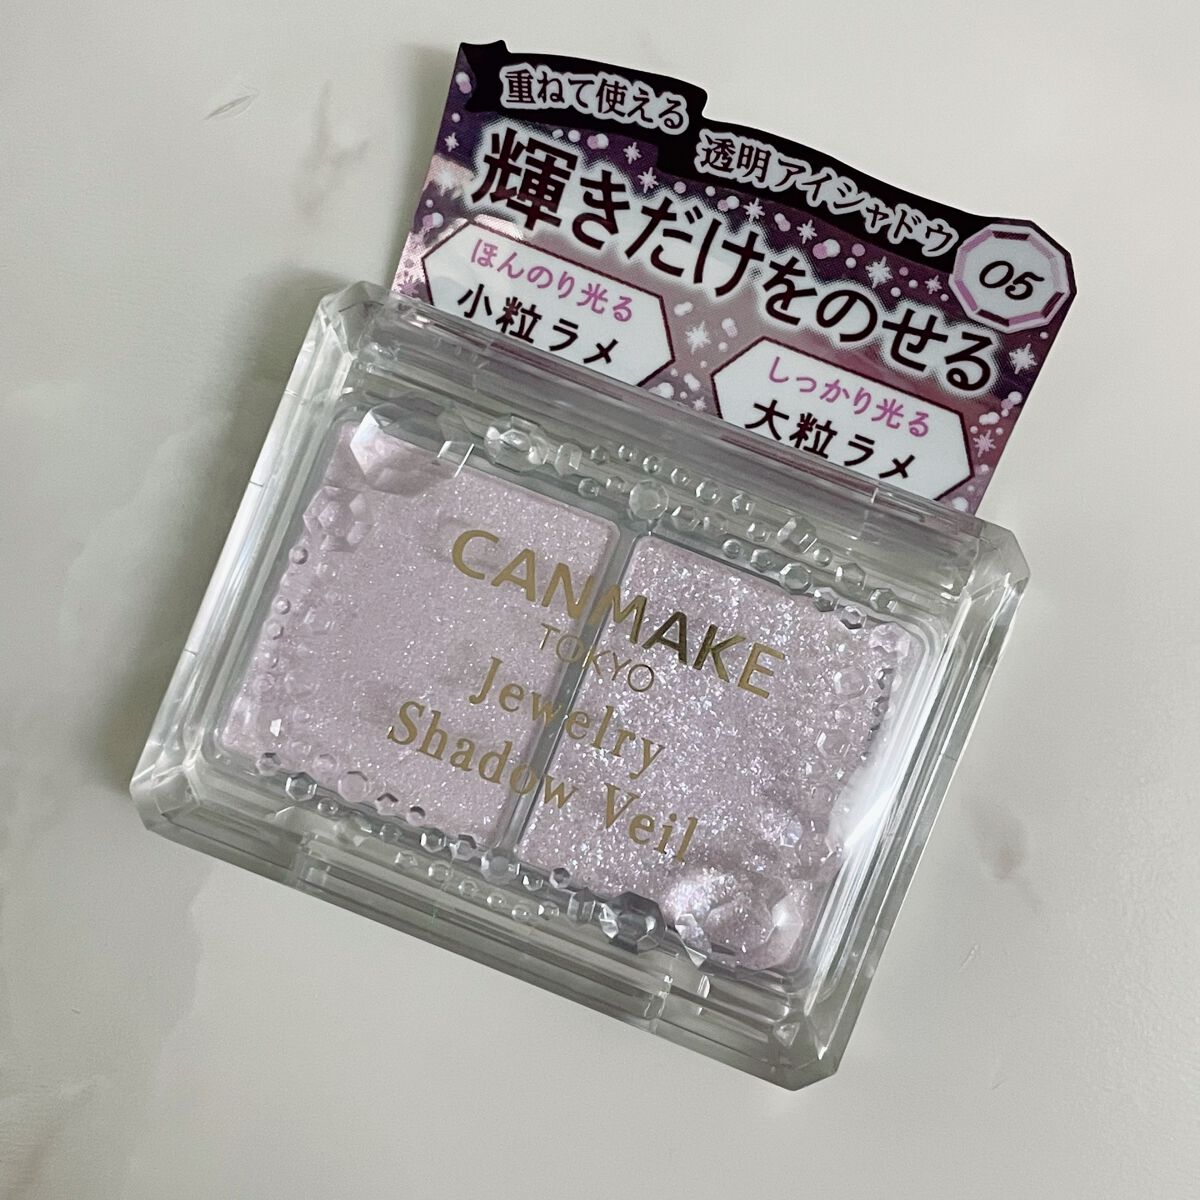 重ねて使える
透明アイシャドウ
輝きだけをのせる
05
ほんのり光る
小粒ラメ
しっかり光る
大粒ラメ
CANMAKE
TOKYO
Jewelry
Shadow Veil